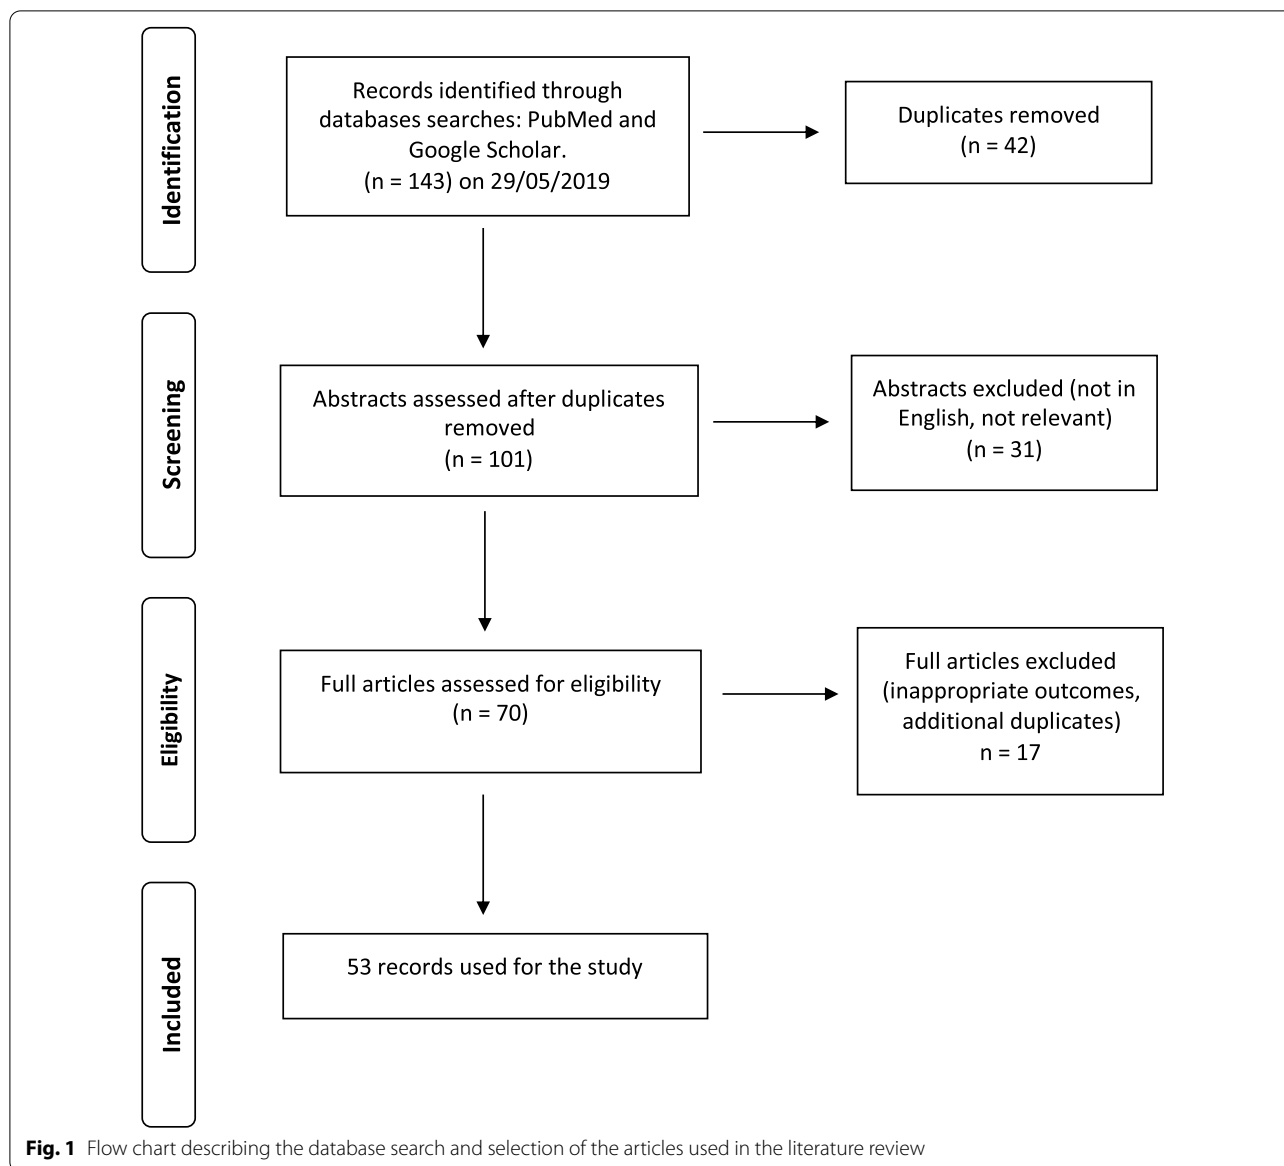 Identification
Records identified through
databases searches: PubMed and
Google Scholar.
(n = 143) on 29/05/2019
Duplicates removed
(n = 42)
Screening
Abstracts assessed after duplicates
removed
(n = 101)
Abstracts excluded (not in
English, not relevant)
(n = 31)
Eligibility
Full articles assessed for eligibility
(n = 70)
Full articles excluded
(inappropriate outcomes,
additional duplicates)
n = 17
Included
53 records used for the study
Fig. 1 Flow chart describing the database search and selection of the articles used in the literature review